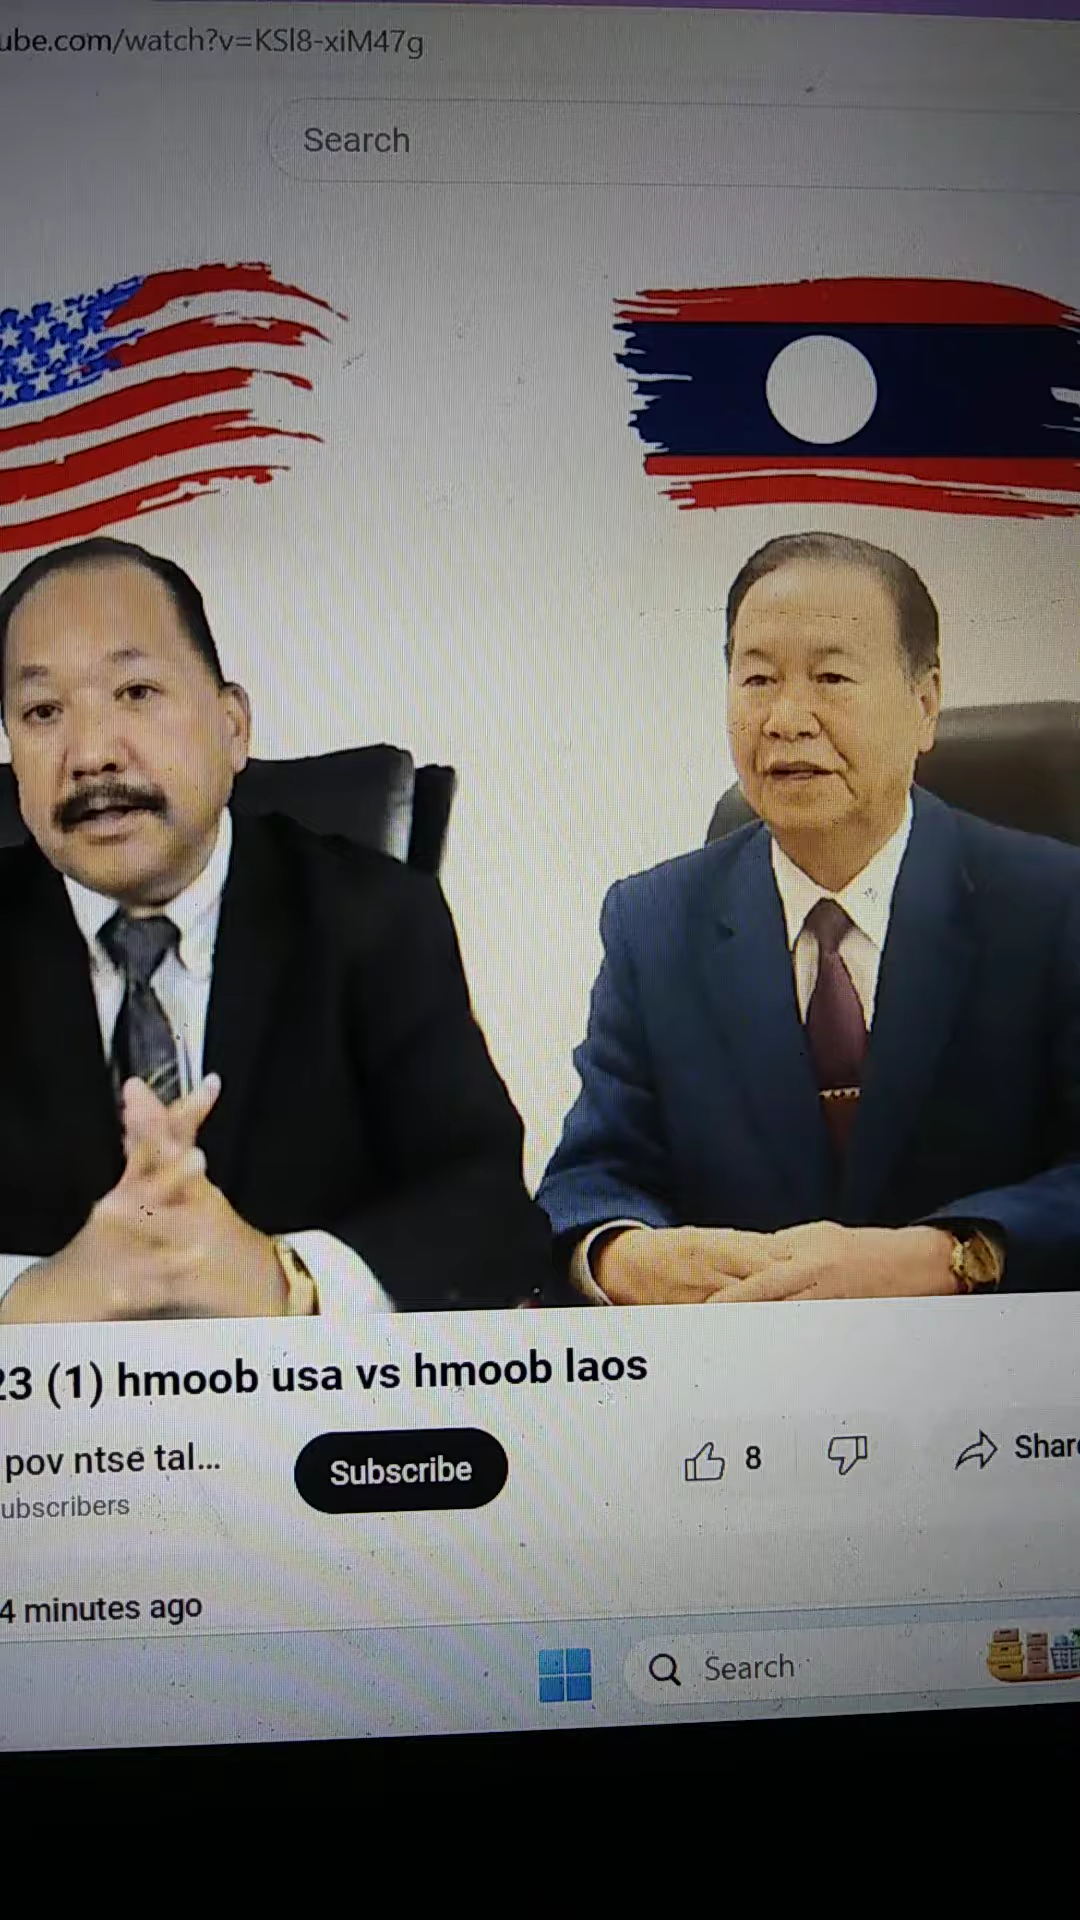 ube.com/watch?v=KSl8-xiM47g
Search
23 (1) hmoob usa vs hmoob laos
pov ntse tal...
Subscribe
8
Share
ubscribers
4 minutes ago
Search